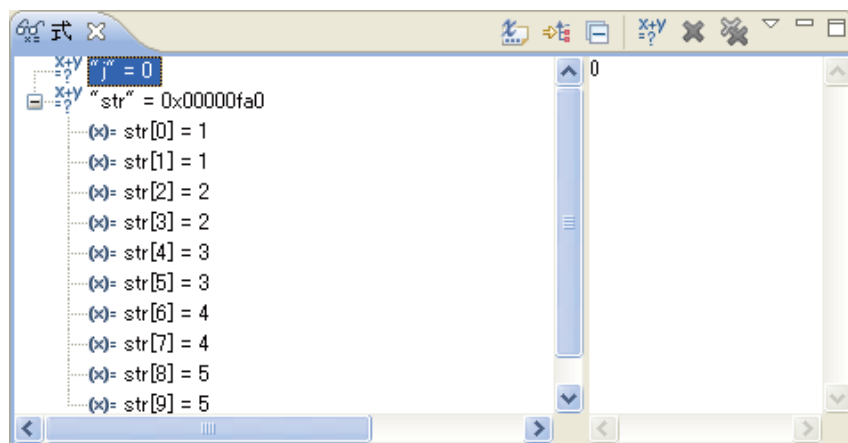 式
"j" = 0
0
"str" = 0x00000fa0
(x)= str[0] = 1
(x)= str[1] = 1
(x)= str[2] = 2
(x)= str[3] = 2
(x)= str[4] = 3
(x)= str[5] = 3
(x)= str[6] = 4
(x)= str[7] = 4
(x)= str[8] = 5
(x)= str[9] = 5